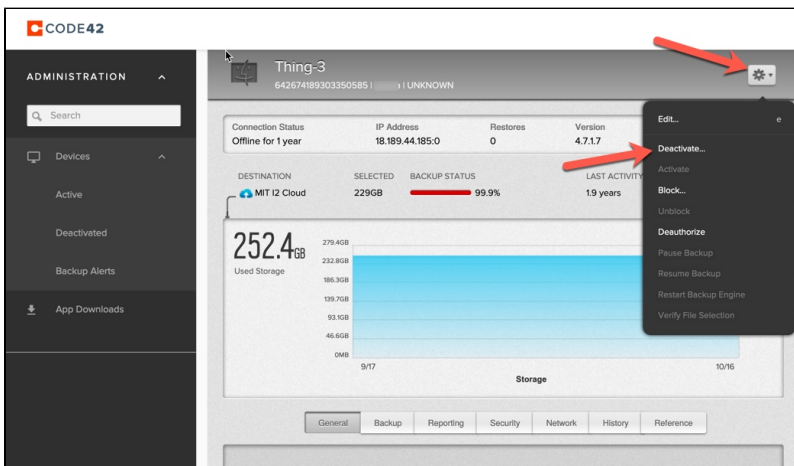 CODE42
ADMINISTRATION
Search
Devices
Active
Deactivated
Backup Alerts
App Downloads
Thing-3
642674189303350585 | | UNKNOWN
Connection Status IP Address Restores Version
Offline for 1 year 18.189.44.185:0 0 4.7.1.7
DESTINATION SELECTED BACKUP STATUS LAST ACTIVITY
MIT I2 Cloud 229GB 99.9% 1.9 years
252.4GB
Used Storage
279.4GB
232.8GB
186.3GB
139.7GB
93.1GB
46.6GB
0MB
9/17 10/16
Storage
General Backup Reporting Security Network History Reference
Edit... e
Deactivate...
Activate
Block...
Unblock
Deauthorize
Pause Backup
Resume Backup
Restart Backup Engine
Verify File Selection